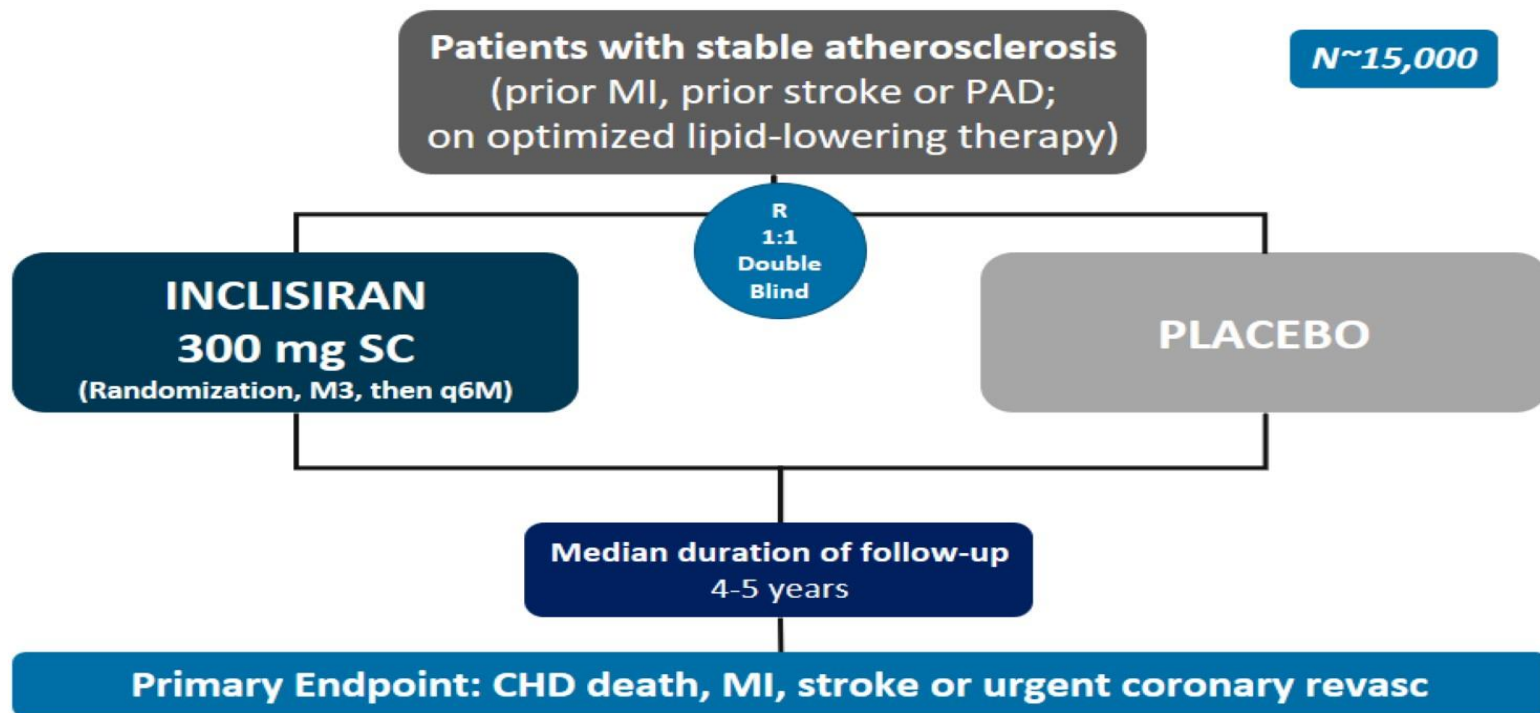 Patients with stable atherosclerosis
(prior MI, prior stroke or PAD;
on optimized lipid-lowering therapy)
N~15,000
R
1:1
Double
Blind
INCLISIRAN
300 mg SC
(Randomization, M3, then q6M)
PLACEBO
Median duration of follow-up
4-5 years
Primary Endpoint: CHD death, MI, stroke or urgent coronary revasc